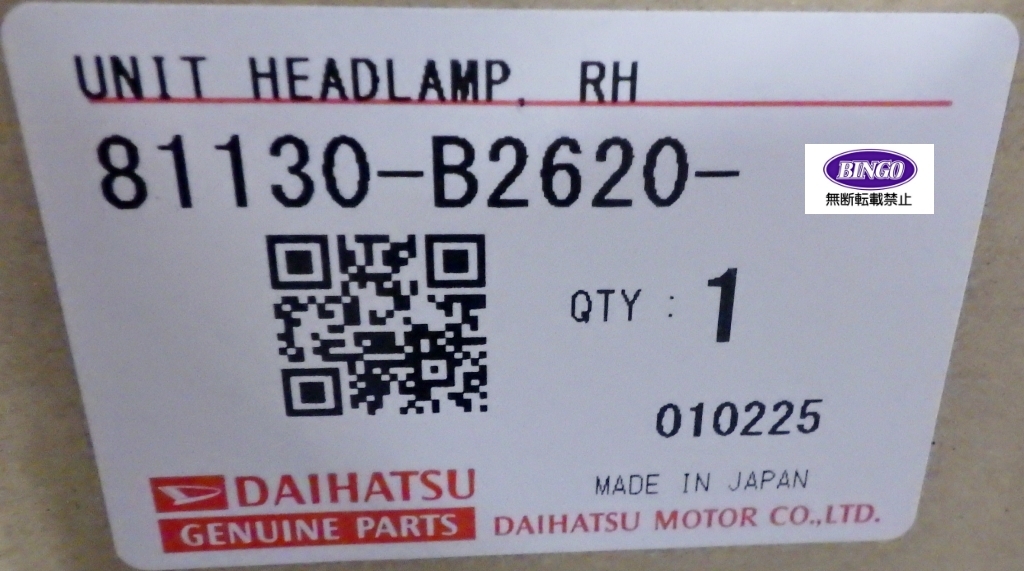 UNIT HEADLAMP, RH
81130-B2620-
BINGO
無断転載禁止
QTY : 1
010225
MADE IN JAPAN
DAIHATSU
GENUINE PARTS
DAIHATSU MOTOR CO.,LTD.